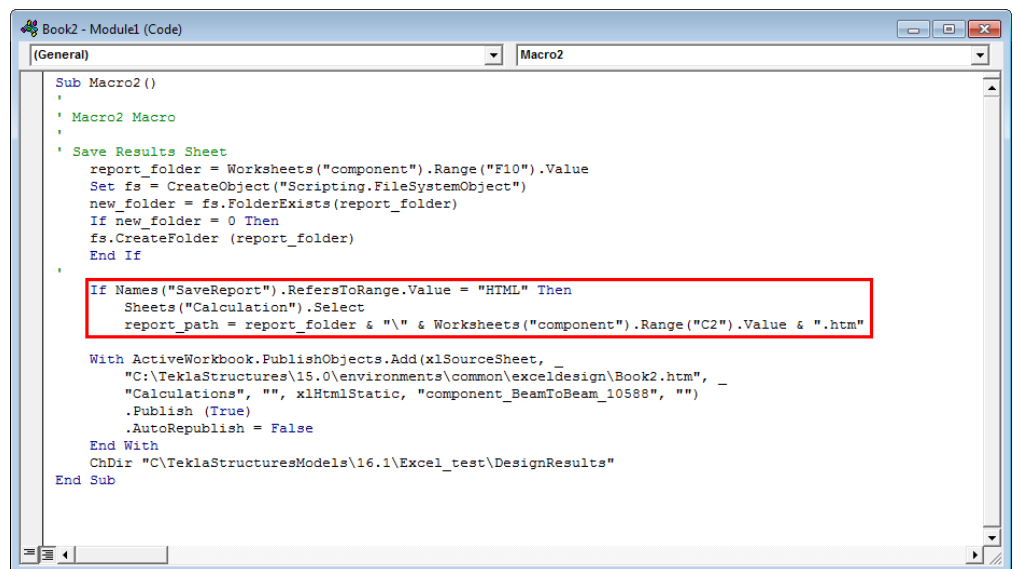 Book2 - Module1 (Code)
(General) Macro2
Sub Macro2()
'
' Macro2 Macro
'
' Save Results Sheet
report_folder = Worksheets("component").Range("F10").Value
Set fs = CreateObject("Scripting.FileSystemObject")
new_folder = fs.FolderExists(report_folder)
If new_folder = 0 Then
fs.CreateFolder (report_folder)
End If
'
If Names("SaveReport").RefersToRange.Value = "HTML" Then
Sheets("Calculation").Select
report_path = report_folder & "\" & Worksheets("component").Range("C2").Value & ".htm"
With ActiveWorkbook.PublishObjects.Add(xlSourceSheet, _
"C:\TeklaStructures\15.0\environments\common\exceldesign\Book2.htm", _
"Calculations", "", xlHtmlStatic, "component_BeamToBeam_10588", "")
.Publish (True)
.AutoRepublish = False
End With
ChDir "C\TeklaStructuresModels\16.1\Excel_test\DesignResults"
End Sub